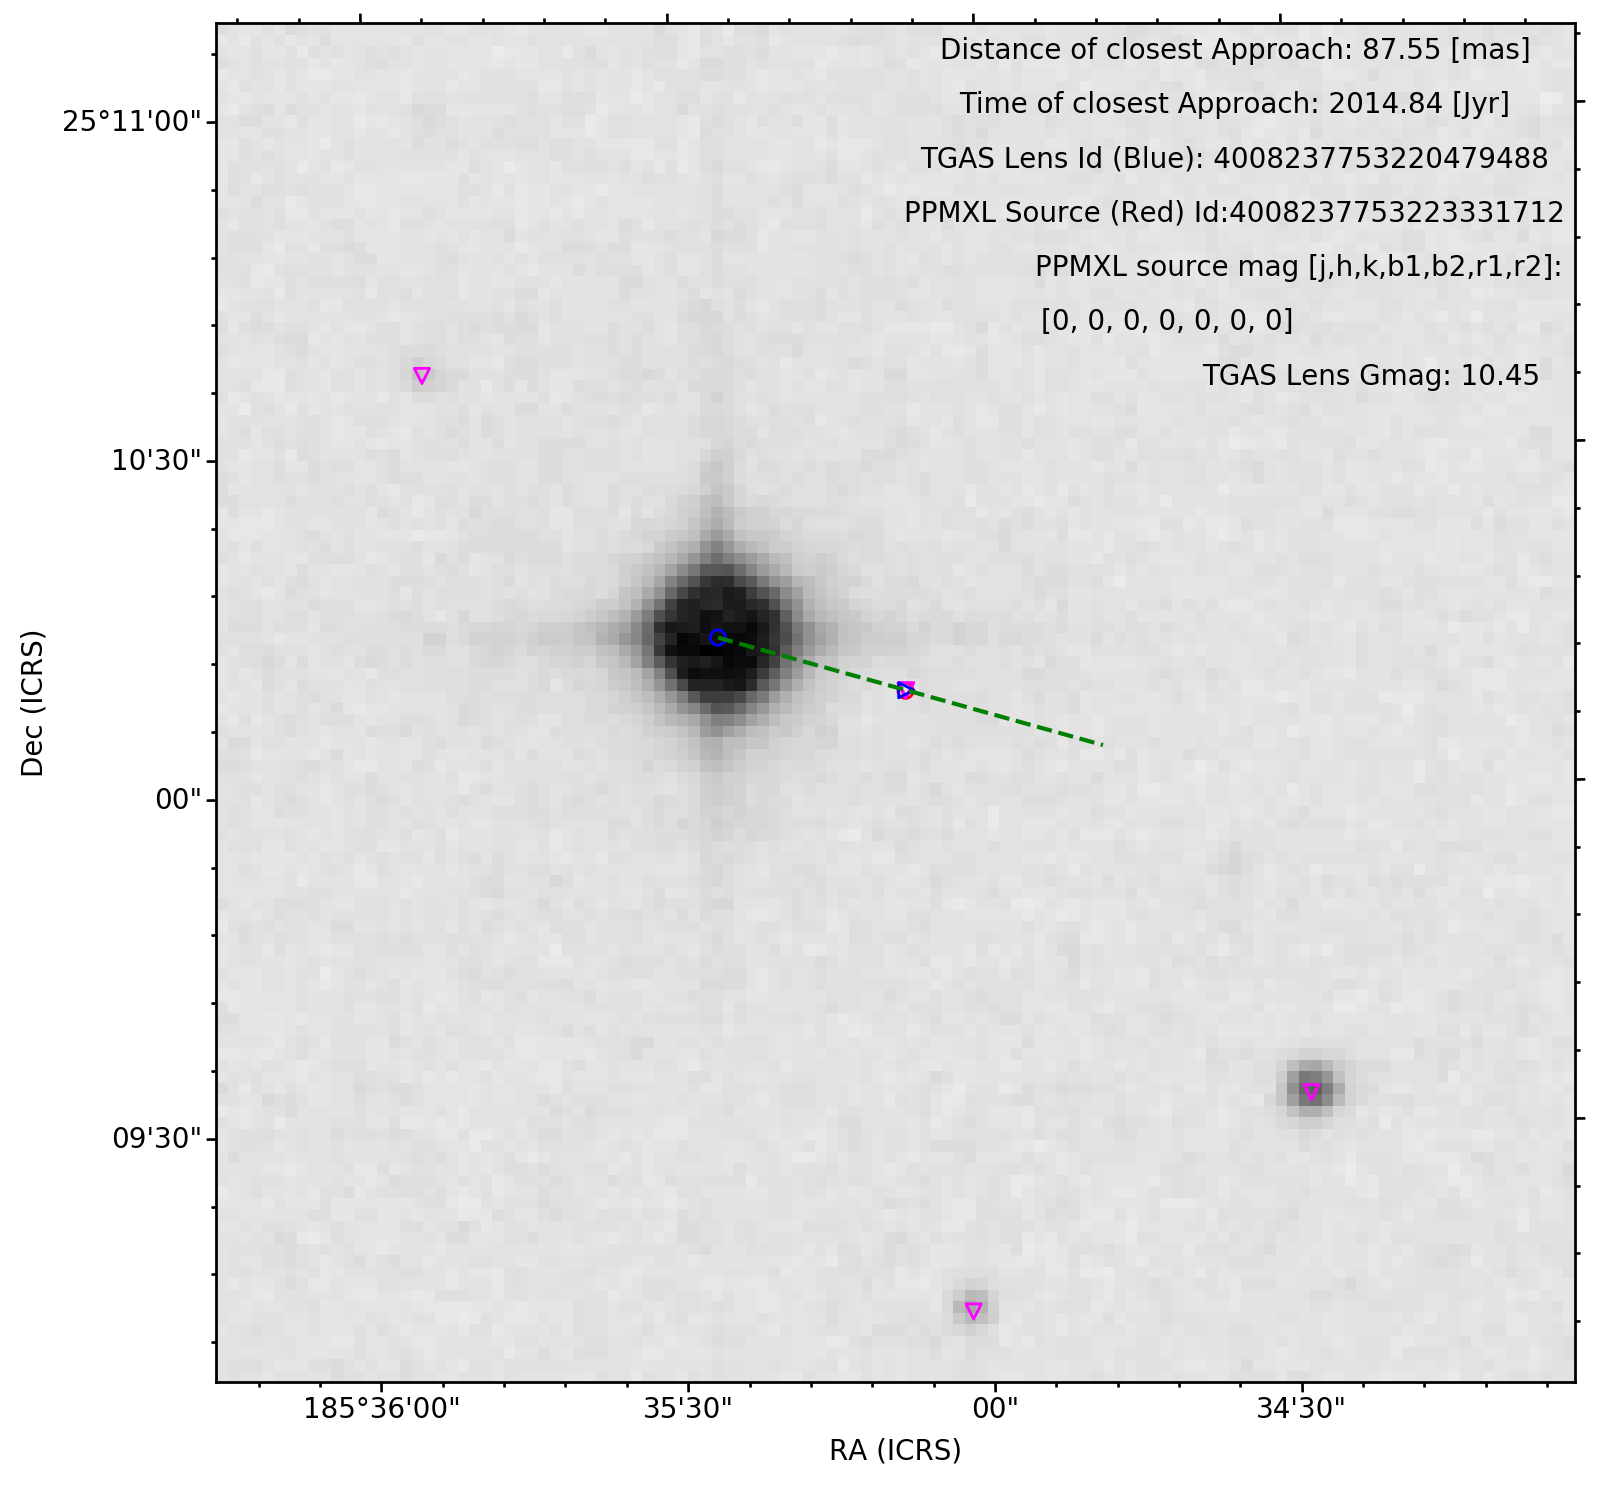 Distance of closest Approach: 87.55 [mas]
Time of closest Approach: 2014.84 [Jyr]
TGAS Lens Id (Blue): 4008237753220479488
PPMXL Source (Red) Id:4008237753223331712
PPMXL source mag [j,h,k,b1,b2,r1,r2]:
[0, 0, 0, 0, 0, 0, 0]
TGAS Lens Gmag: 10.45
25°11'00"
10'30"
00"
09'30"
Dec (ICRS)
185°36'00"
35'30"
00"
34'30"
RA (ICRS)